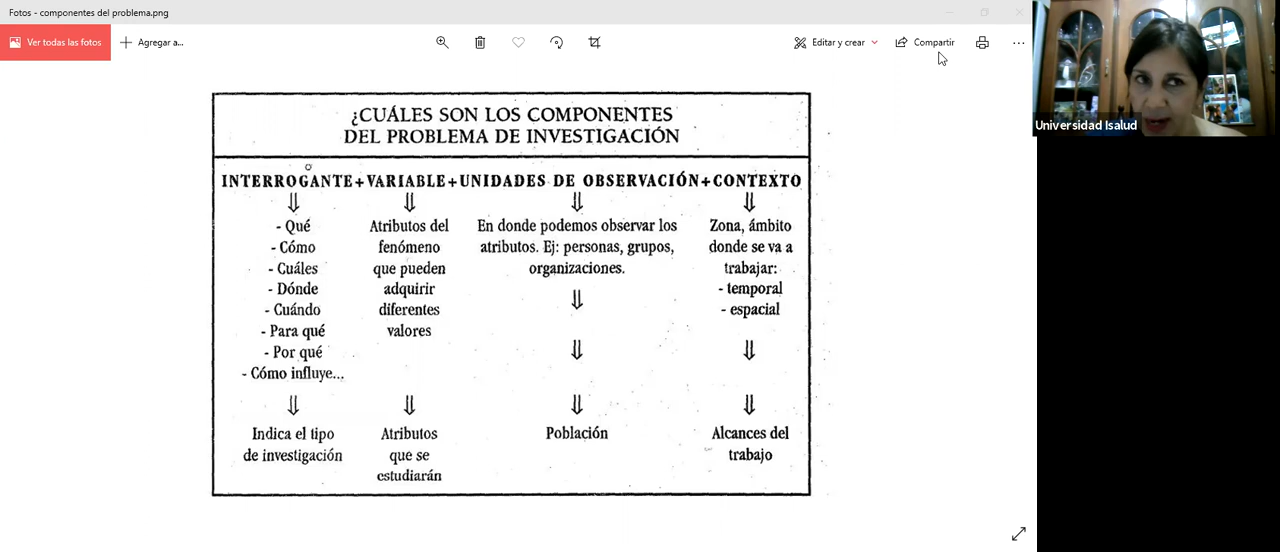 Fotos - componentes del problema.png
Ver todas las fotos
Agregar a...
Editar y crear
Compartir
Universidad Isalud
¿CUÁLES SON LOS COMPONENTES
DEL PROBLEMA DE INVESTIGACIÓN
INTERROGANTE+VARIABLE+UNIDADES DE OBSERVACIÓN+CONTEXTO
- Qué
- Cómo
- Cuáles
- Dónde
- Cuándo
- Para qué
- Por qué
- Cómo influye...
Indica el tipo
de investigación
Atributos del
fenómeno
que pueden
adquirir
diferentes
valores
Atributos
que se
estudiarán
En donde podemos observar los
atributos. Ej: personas, grupos,
organizaciones.
Población
Zona, ámbito
donde se va a
trabajar:
- temporal
- espacial
Alcances del
trabajo